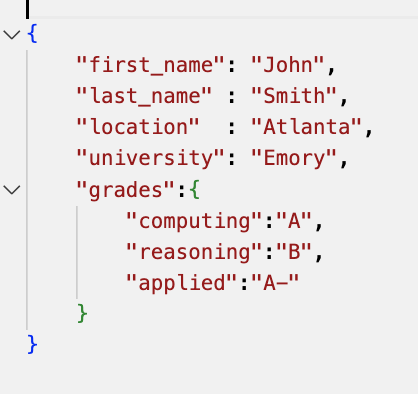 {
"first_name": "John",
"last_name" : "Smith",
"location"  : "Atlanta",
"university": "Emory",
"grades":{
"computing":"A",
"reasoning":"B",
"applied":"A-"
}
}